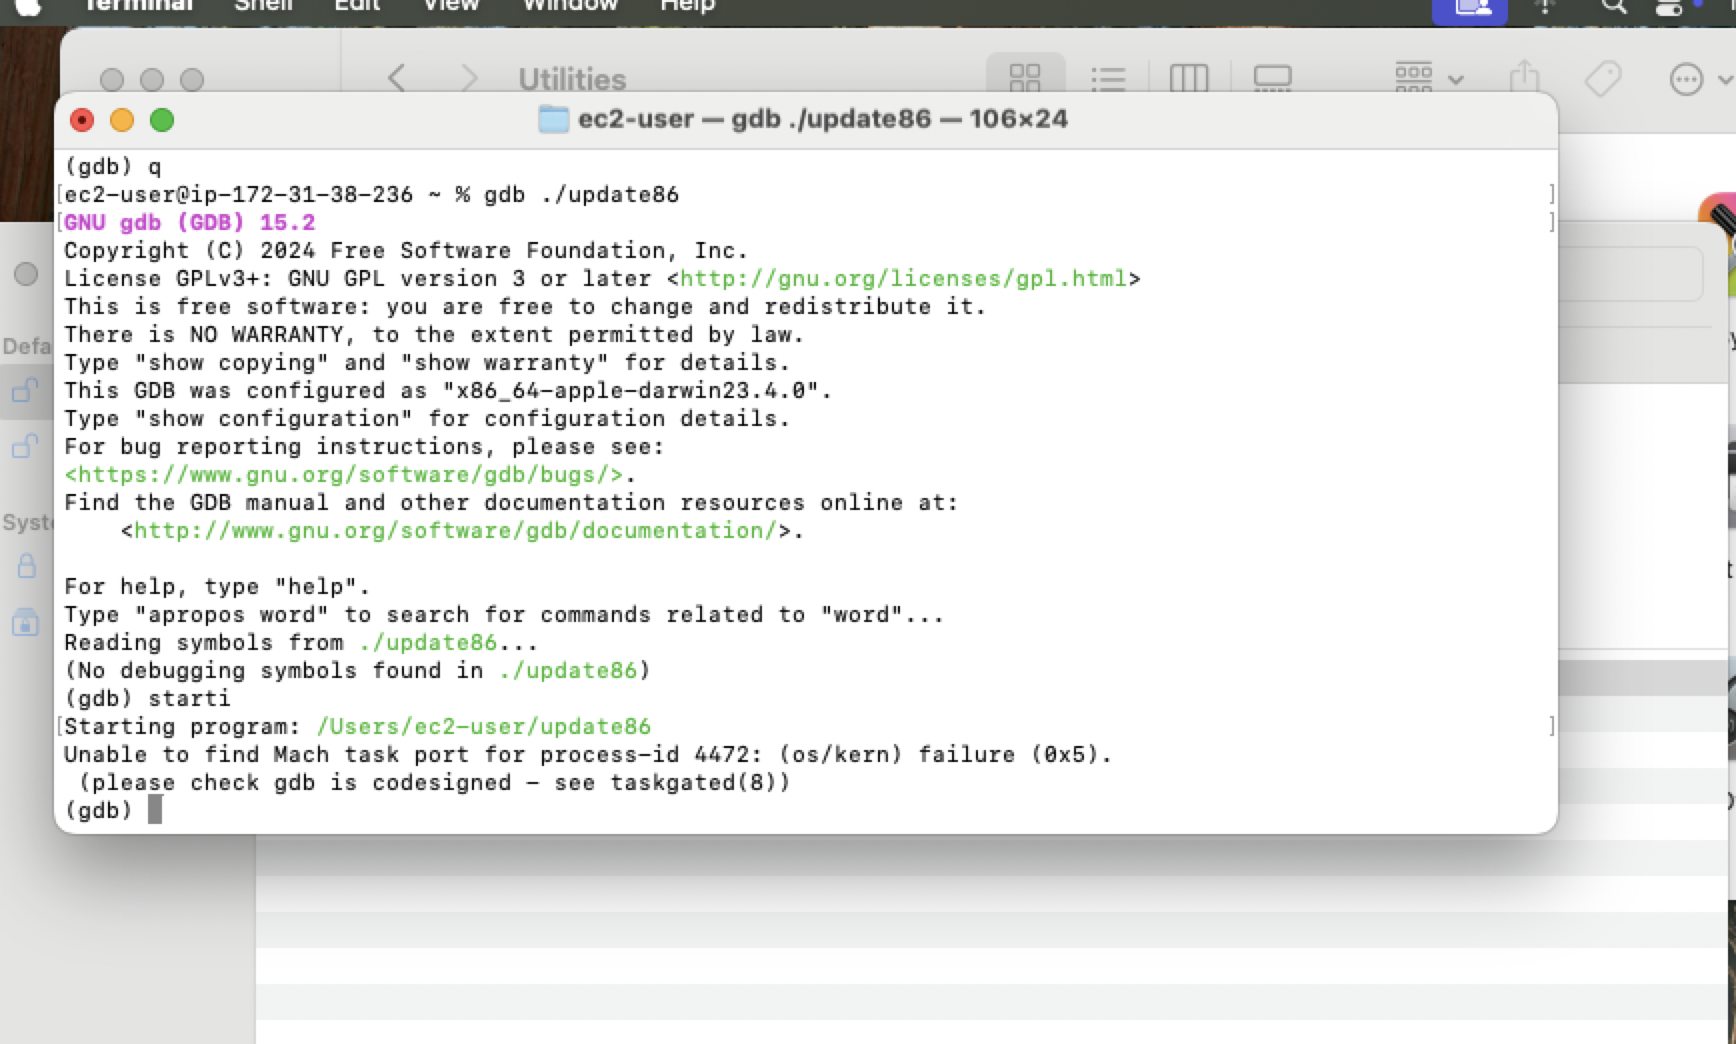 Terminal Shell Edit View Window Help
Utilities
ec2-user — gdb ./update86 — 106×24
(gdb) q
[ec2-user@ip-172-31-38-236 ~ % gdb ./update86 ]
[GNU gdb (GDB) 15.2 ]
Copyright (C) 2024 Free Software Foundation, Inc.
License GPLv3+: GNU GPL version 3 or later <http://gnu.org/licenses/gpl.html>
This is free software: you are free to change and redistribute it.
There is NO WARRANTY, to the extent permitted by law.
Type "show copying" and "show warranty" for details.
This GDB was configured as "x86_64-apple-darwin23.4.0".
Type "show configuration" for configuration details.
For bug reporting instructions, please see:
<https://www.gnu.org/software/gdb/bugs/>.
Find the GDB manual and other documentation resources online at:
    <http://www.gnu.org/software/gdb/documentation/>.
For help, type "help".
Type "apropos word" to search for commands related to "word"...
Reading symbols from ./update86...
(No debugging symbols found in ./update86)
(gdb) starti
[Starting program: /Users/ec2-user/update86 ]
Unable to find Mach task port for process-id 4472: (os/kern) failure (0x5).
 (please check gdb is codesigned - see taskgated(8))
(gdb)
Defa
Syste